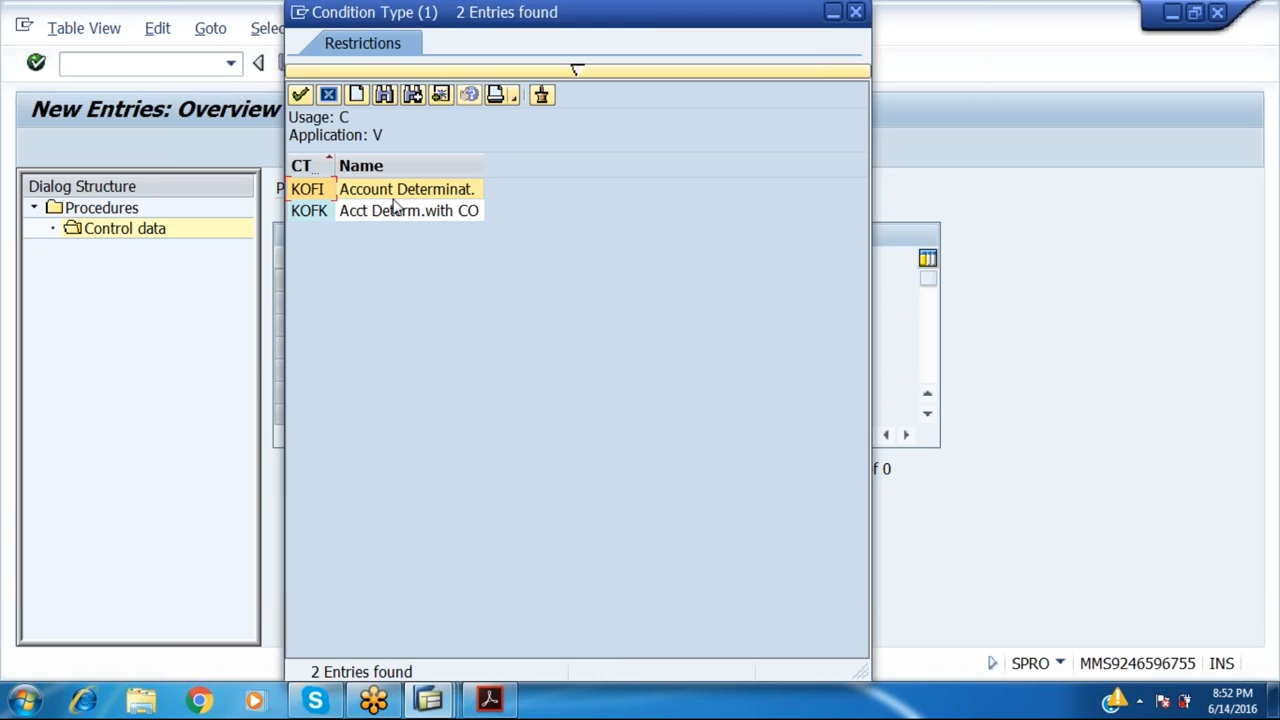 Condition Type (1) 2 Entries found
Table View Edit Goto Selec
Restrictions
New Entries: Overview
Usage: C
Application: V
CT... Name
KOFI Account Determinat.
KOFK Acct Determ.with CO
Dialog Structure
Procedures
Control data
P
f 0
2 Entries found
SPRO MMS9246596755 INS
8:52 PM
6/14/2016